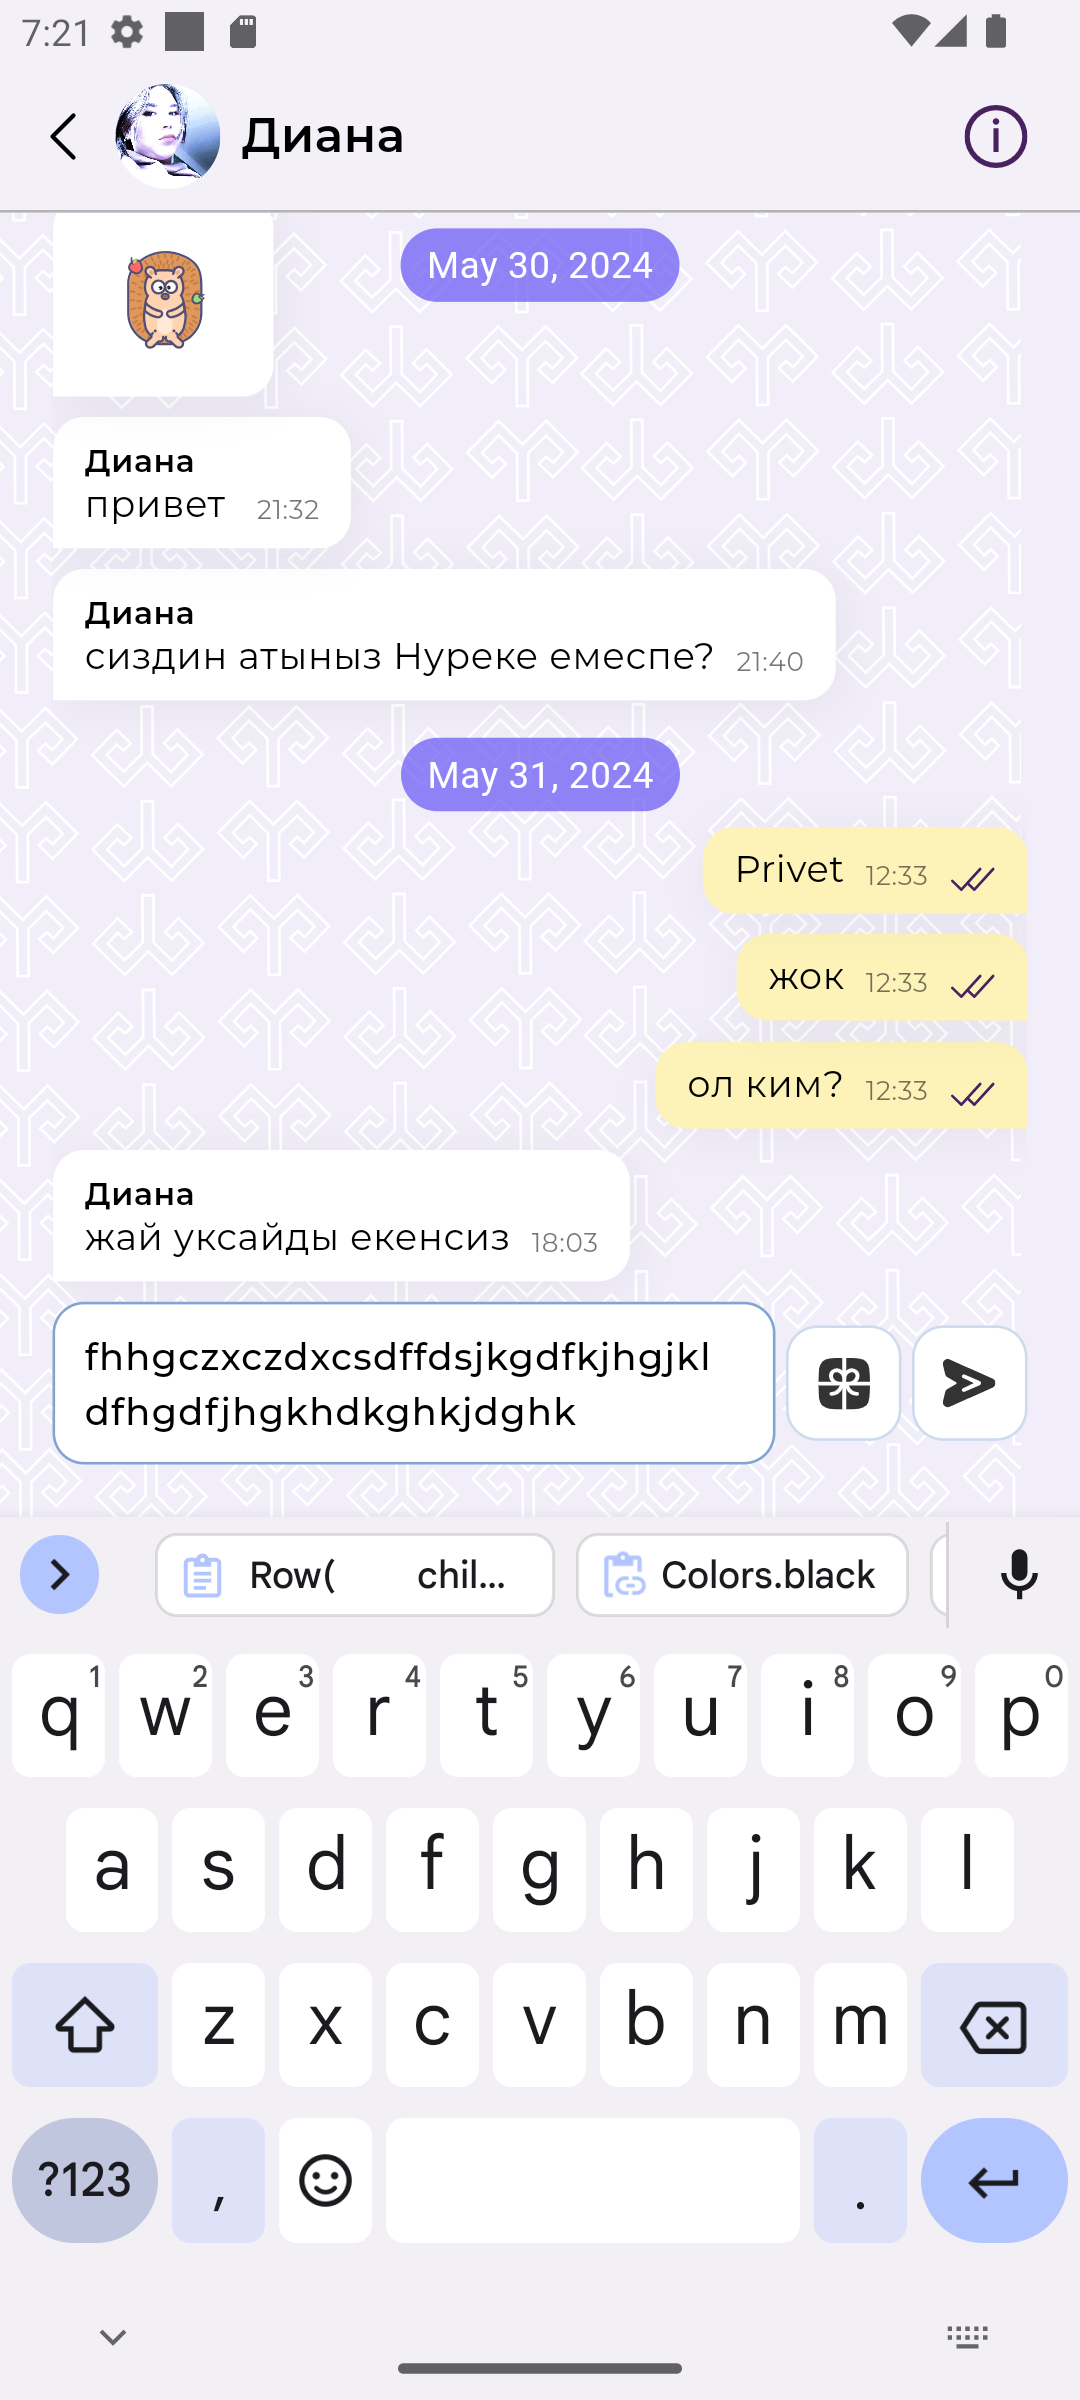 7:21
Диана
May 30, 2024
Диана
привет 21:32
Диана
сиздин атыныз Нуреке емеспе? 21:40
May 31, 2024
Privet 12:33
жок 12:33
ол ким? 12:33
Диана
жай уксайды екенсиз 18:03
fhhgczxczdxcsdffdsjkgdfkjhgjkl
dfhgdfjhgkhdkghkjdghk
Row( chil... Colors.black
q 1 w 2 e 3 r 4 t 5 y 6 u 7 i 8 o 9 p 0
a s d f g h j k l
z x c v b n m
?123 , .